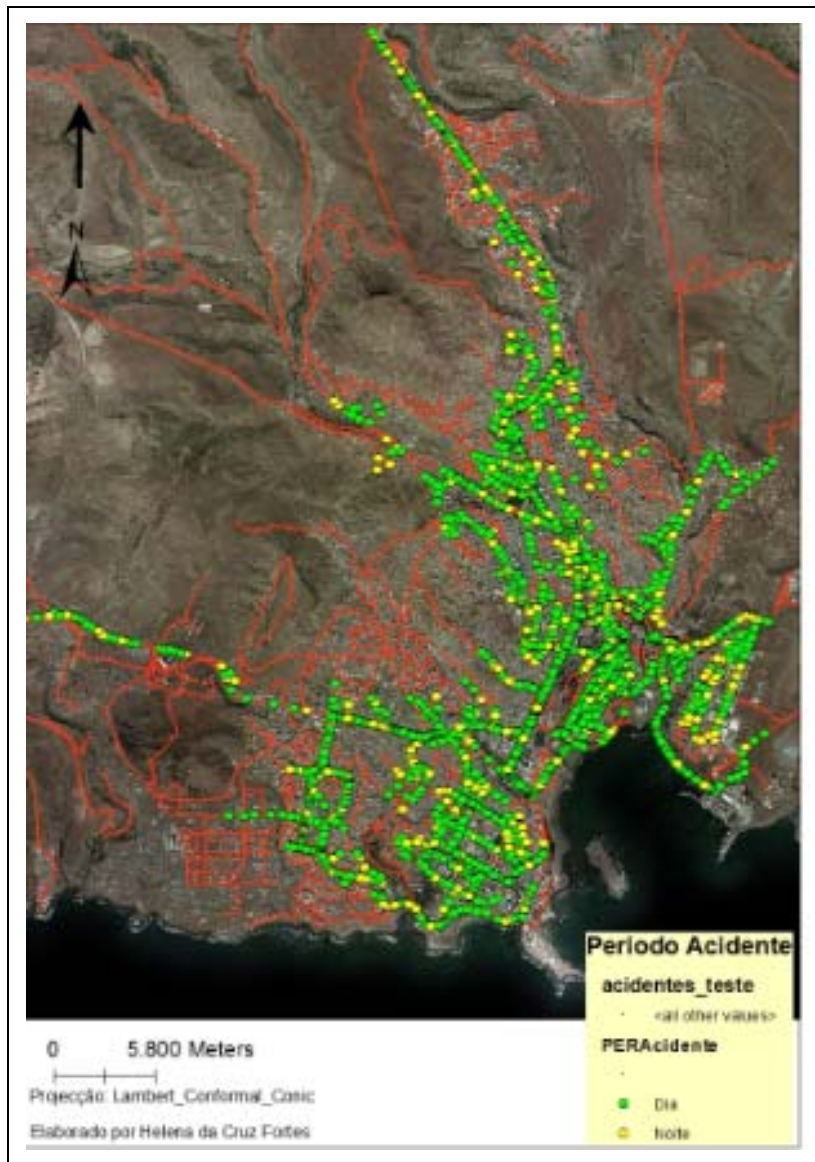 N
Periodo Acidente
acidentes_teste
<all other values>
PERAcidente
Dia
Noite
0 5.800 Meters
Projecção: Lambert_Conformal_Conic
Elaborado por Helena da Cruz Fortes